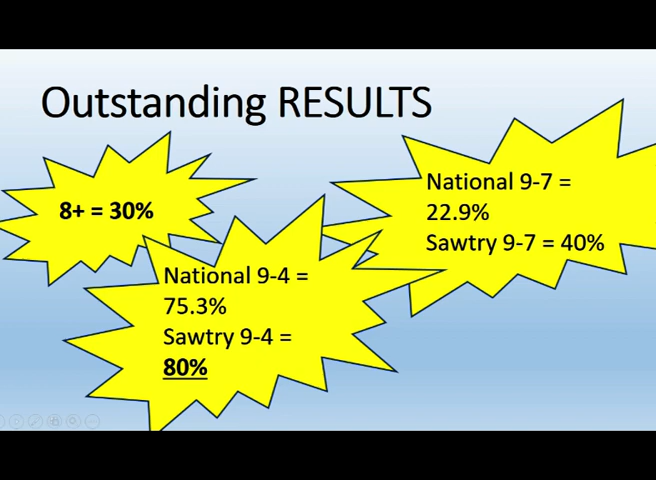 Outstanding RESULTS
8+ = 30%
National 9-7 =
22.9%
Sawtry 9-7 = 40%
National 9-4 =
75.3%
Sawtry 9-4 =
80%